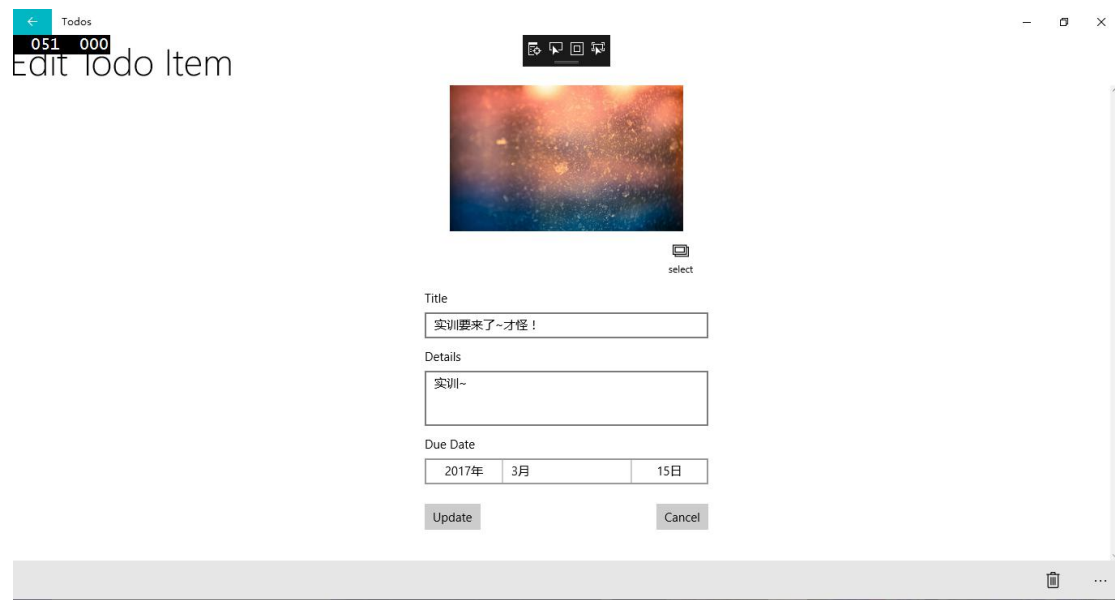 Todos
051 000
Edit Todo Item
select
Title
实训要来了~才怪！
Details
实训~
Due Date
2017年 3月 15日
Update Cancel